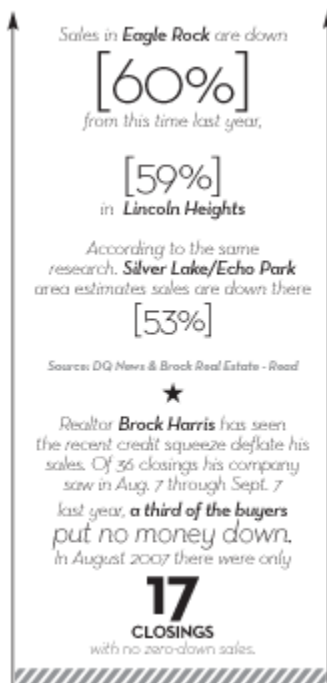 Sales in Eagle Rock are down
[60%]
from this time last year,
[59%]
in Lincoln Heights
According to the same
research. Silver Lake/Echo Park
area estimates sales are down there
[53%]
Source: DQ News & Brock Real Estate - Read
Realtor Brock Harris has seen
the recent credit squeeze deflate his
sales. Of 36 closings his company
saw in Aug. 7 through Sept. 7
last year, a third of the buyers
put no money down.
In August 2007 there were only
17
CLOSINGS
with no zero-down sales.